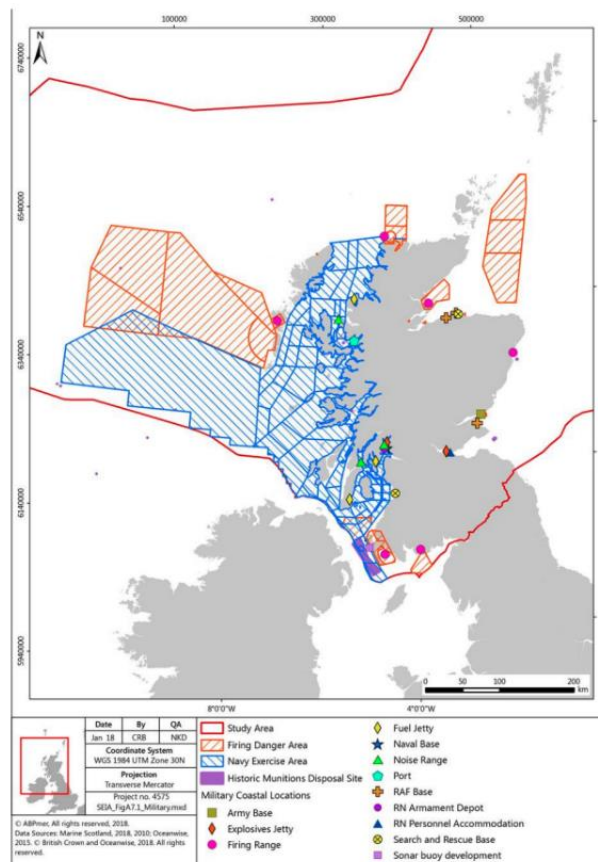 100000 300000 500000
N
6740000
6540000
6340000
6140000
5940000
0 50 100 200
km
8°0'0"W 4°0'0"W
Date By QA
Jan 18 CRB NKD
Coordinate System
WGS 1984 UTM Zone 30N
Projection
Transverse Mercator
Project no. 4575
SEIA_FigA7.1_Military.mxd
© ABPmer, All rights reserved, 2018.
Data Sources: Marine Scotland, 2018, 2010; Oceanwise,
2015. © British Crown and Oceanwise, 2018. All rights
reserved.
Study Area
Firing Danger Area
Navy Exercise Area
Historic Munitions Disposal Site
Military Coastal Locations
Army Base
Explosives Jetty
Firing Range
Fuel Jetty
Naval Base
Noise Range
Port
RAF Base
RN Armament Depot
RN Personnel Accommodation
Search and Rescue Base
Sonar buoy development